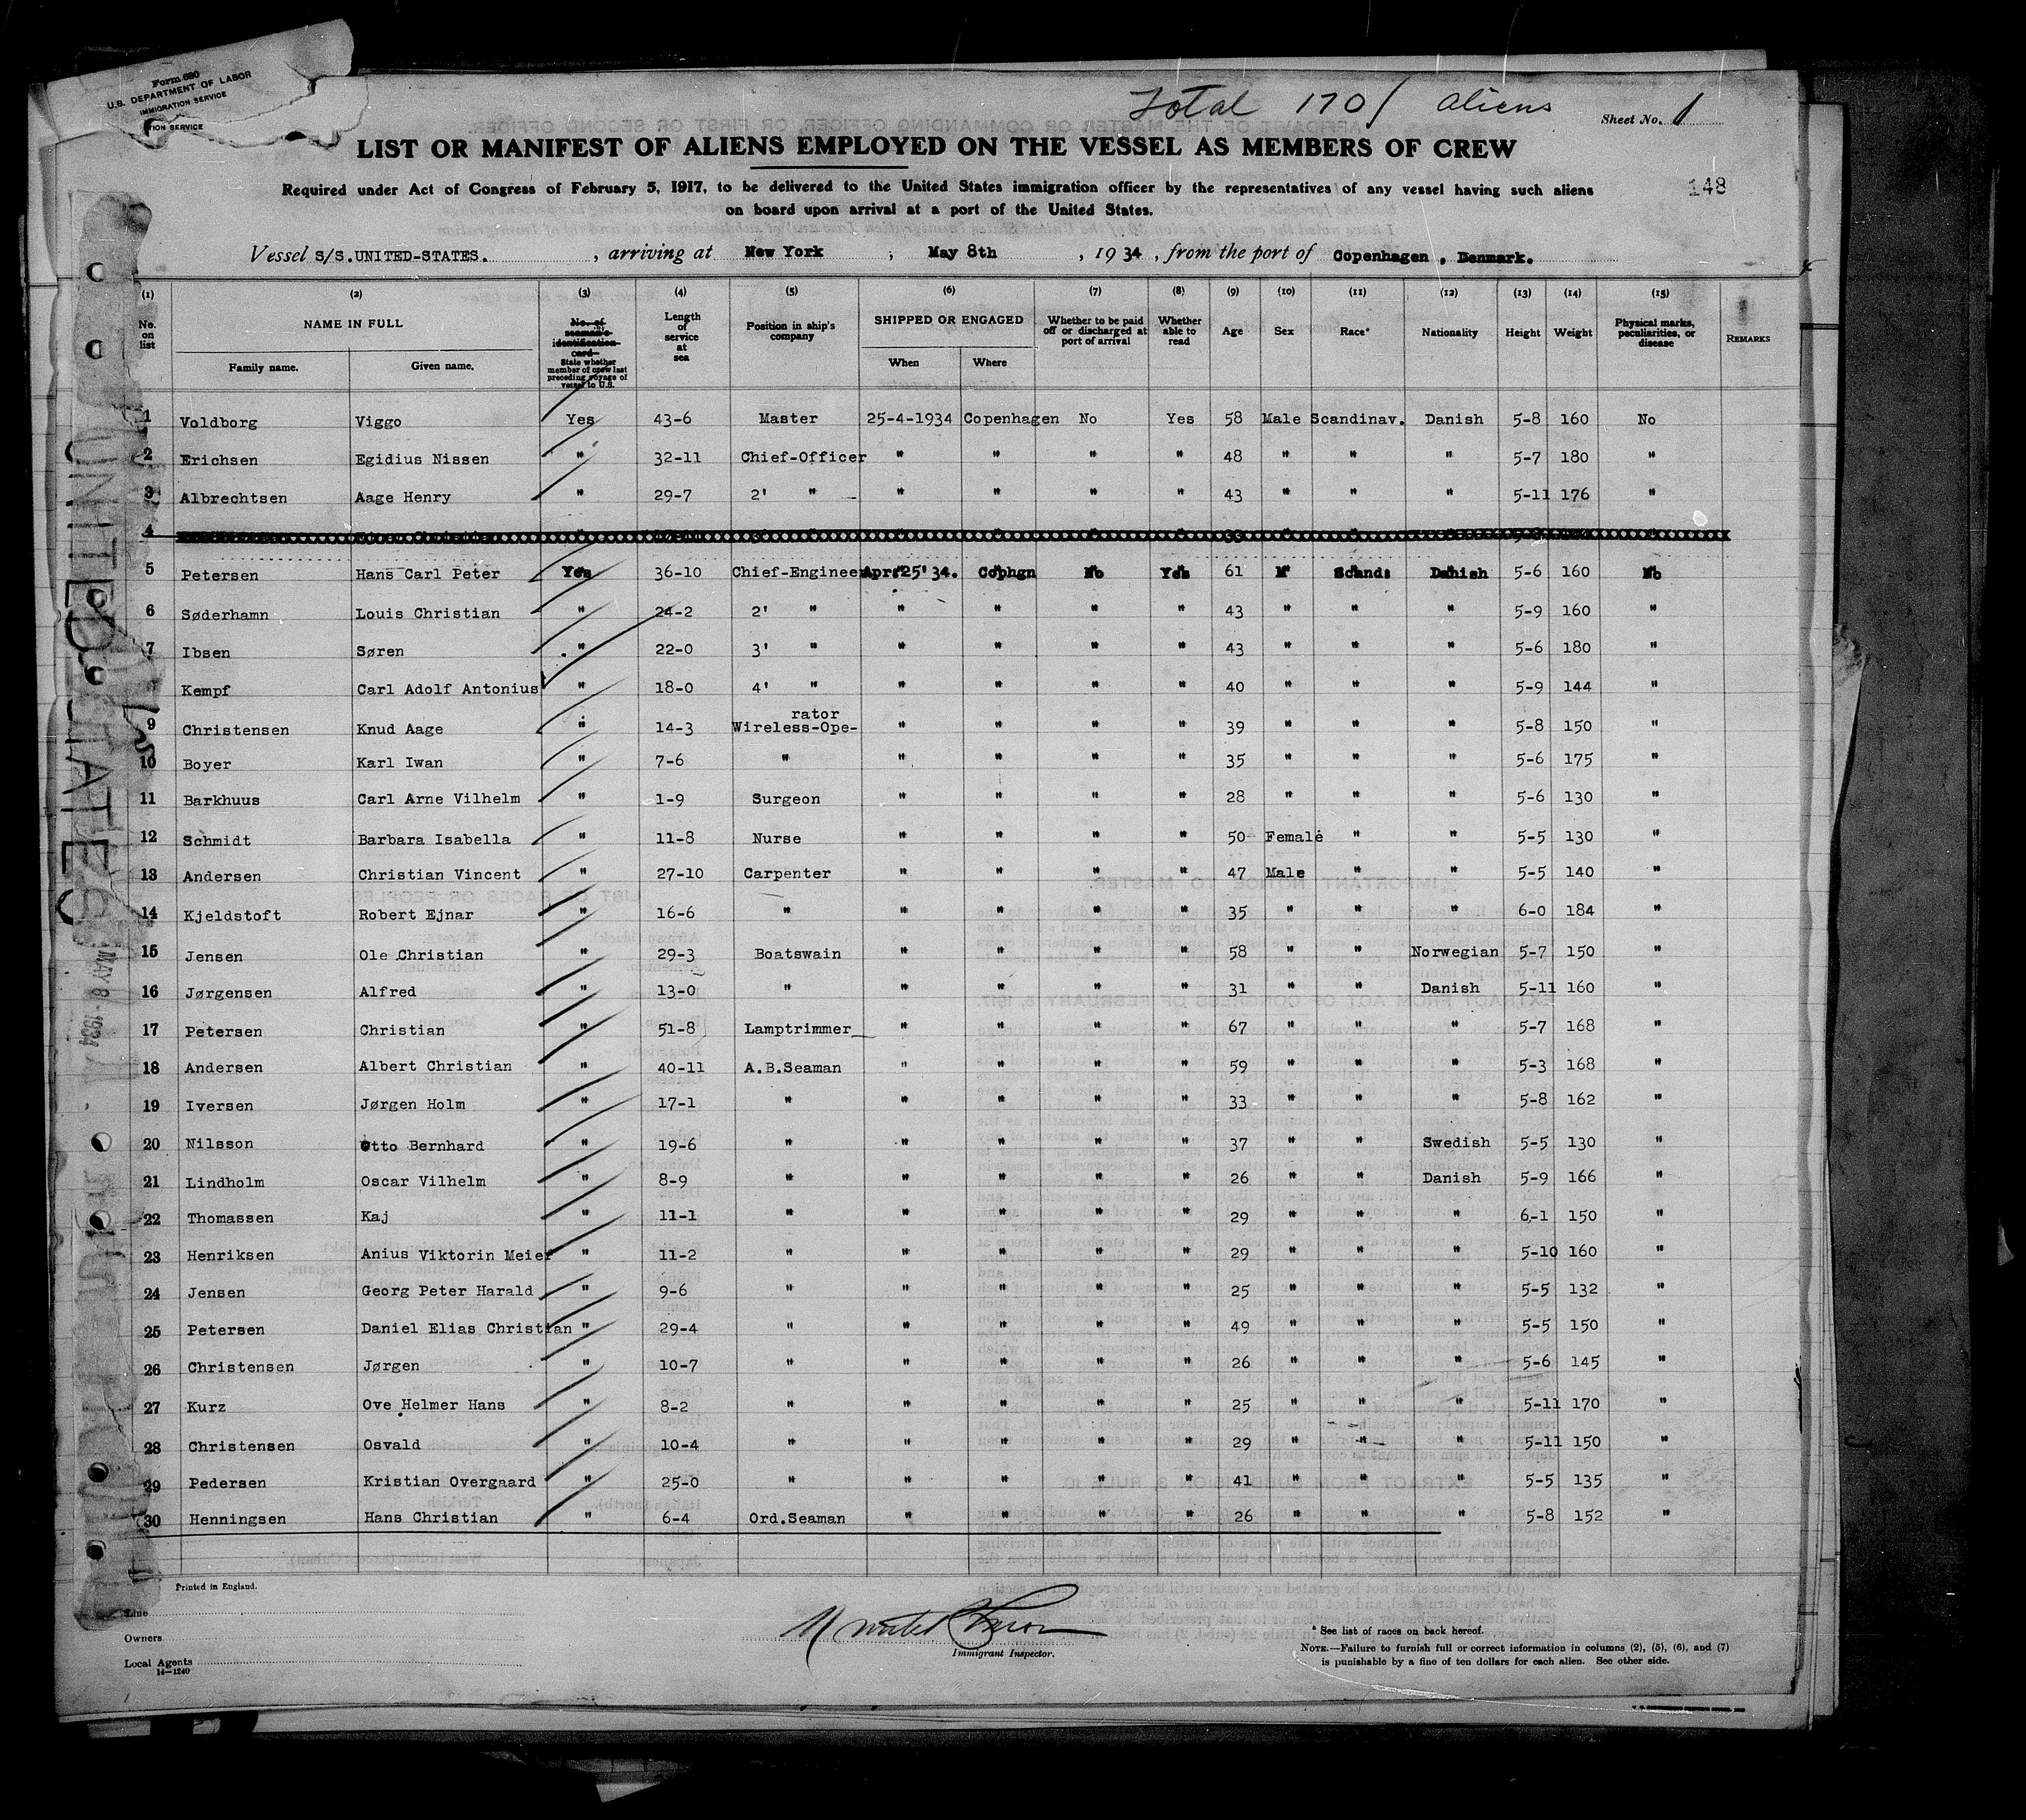 Form 680
U.S. DEPARTMENT OF LABOR
IMMIGRATION SERVICE
TION SERVICE
Total 170 / aliens
Sheet No. 1
LIST OR MANIFEST OF ALIENS EMPLOYED ON THE VESSEL AS MEMBERS OF CREW
Required under Act of Congress of February 5, 1917, to be delivered to the United States immigration officer by the representatives of any vessel having such aliens
on board upon arrival at a port of the United States.
148
Vessel S/S.UNITED-STATES. , arriving at New York ; May 8th , 1934 , from the port of Copenhagen , Denmark.
(1) (2) (3) (4) (5) (6) (7) (8) (9) (10) (11) (12) (13) (14) (15)
No. on list NAME IN FULL Family name. Given name. No. of seaman's identification card State whether member of crew last preceding voyage of vessel to U.S. Length of service at sea Position in ship's company SHIPPED OR ENGAGED When Where Whether to be paid off or discharged at port of arrival Whether able to read Age Sex Race* Nationality Height Weight Physical marks, peculiarities, or disease REMARKS
1 Voldborg Viggo Yes 43-6 Master 25-4-1934 Copenhagen No Yes 58 Male Scandinav. Danish 5-8 160 No
2 Erichsen Egidius Nissen " 32-11 Chief-Officer " " " " 48 " " " 5-7 180 "
3 Albrechtsen Aage Henry " 29-7 2' " " " " " 43 " " " 5-11 176 "
4
5 Petersen Hans Carl Peter Yes 36-10 Chief-Engineer Apr:25' 34. Cophgn No Yes 61 M Scand: Danish 5-6 160 No
6 Søderhamn Louis Christian " 24-2 2' " " " " " 43 " " " 5-9 160 "
7 Ibsen Søren " 22-0 3' " " " " " 43 " " " 5-6 180 "
Kempf Carl Adolf Antonius " 18-0 4' " " " " " 40 " " " 5-9 144 "
9 Christensen Knud Aage " 14-3 Wireless-Ope-rator " " " " 39 " " " 5-8 150 "
10 Boyer Karl Iwan " 7-6 " " " " " 35 " " " 5-6 175 "
11 Barkhuus Carl Arne Vilhelm " 1-9 Surgeon " " " " 28 " " " 5-6 130 "
12 Schmidt Barbara Isabella " 11-8 Nurse " " " " 50 Female " " 5-5 130 "
13 Andersen Christian Vincent " 27-10 Carpenter " " " " 47 Male " " 5-5 140 "
14 Kjeldstoft Robert Ejnar " 16-6 " " " " " 35 " " " 6-0 184 "
15 Jensen Ole Christian " 29-3 Boatswain " " " " 58 " " Norwegian 5-7 150 "
16 Jørgensen Alfred " 13-0 " " " " " 31 " " Danish 5-11 160 "
17 Petersen Christian " 51-8 Lamptrimmer " " " " 67 " " " 5-7 168 "
18 Andersen Albert Christian " 40-11 A.B.Seaman " " " " 59 " " " 5-3 168 "
19 Iversen Jørgen Holm " 17-1 " " " " " 33 " " " 5-8 162 "
20 Nilsson Otto Bernhard " 19-6 " " " " " 37 " " Swedish 5-5 130 "
21 Lindholm Oscar Vilhelm " 8-9 " " " " " 26 " " Danish 5-9 166 "
22 Thomassen Kaj " 11-1 " " " " " 29 " " " 6-1 150 "
23 Henriksen Anius Viktorin Meier " 11-2 " " " " " 29 " " " 5-10 160 "
24 Jensen Georg Peter Harald " 9-6 " " " " " 25 " " " 5-5 132 "
25 Petersen Daniel Elias Christian " 29-4 " " " " " 49 " " " 5-5 150 "
26 Christensen Jørgen " 10-7 " " " " " 26 " " " 5-6 145 "
27 Kurz Ove Helmer Hans " 8-2 " " " " " 25 " " " 5-11 170 "
28 Christensen Osvald " 10-4 " " " " " 29 " " " 5-11 150 "
29 Pedersen Kristian Overgaard " 25-0 " " " " " 41 " " " 5-5 135 "
30 Henningsen Hans Christian " 6-4 Ord.Seaman " " " " 26 " " " 5-8 152 "
UNITED STATES
MAY 8 1934
Printed in England.
Line
Owners
Local Agents
14-1240
Immigrant Inspector.
* See list of races on back hereof.
NOTE.—Failure to furnish full or correct information in columns (2), (5), (6), and (7)
is punishable by a fine of ten dollars for each alien. See other side.